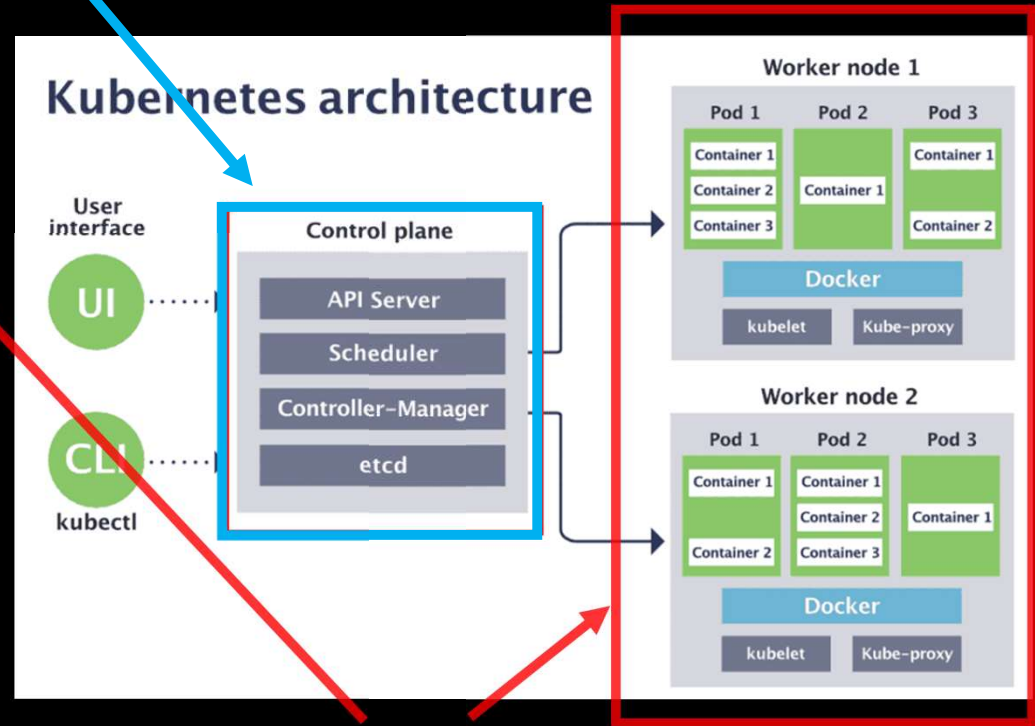 Kubernetes architecture
User
interface
UI
CLI
kubectl
Control plane
API Server
Scheduler
Controller-Manager
etcd
Worker node 1
Pod 1 Pod 2 Pod 3
Container 1 Container 1
Container 2 Container 1
Container 3 Container 2
Docker
kubelet Kube-proxy
Worker node 2
Pod 1 Pod 2 Pod 3
Container 1 Container 1
Container 2 Container 1
Container 2 Container 3
Docker
kubelet Kube-proxy